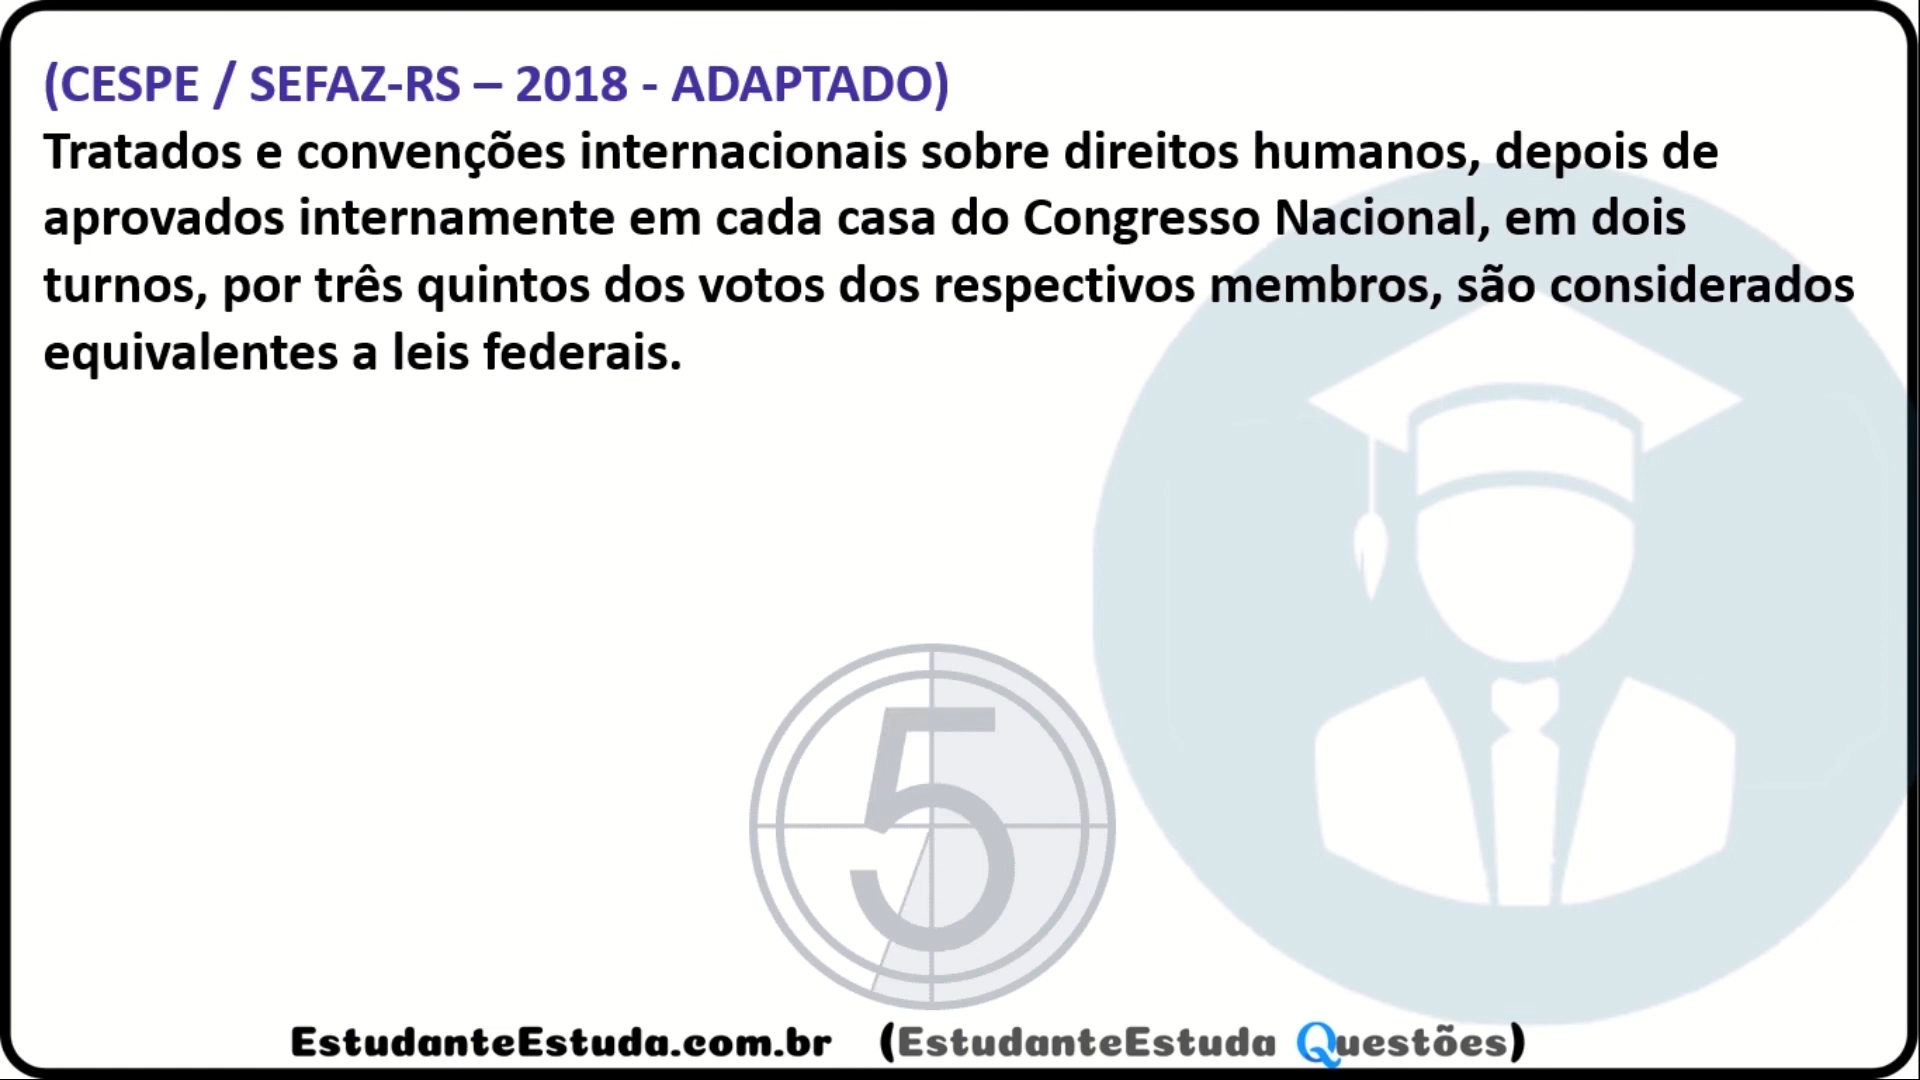 (CESPE / SEFAZ-RS – 2018 - ADAPTADO)
Tratados e convenções internacionais sobre direitos humanos, depois de
aprovados internamente em cada casa do Congresso Nacional, em dois
turnos, por três quintos dos votos dos respectivos membros, são considerados
equivalentes a leis federais.
5
EstudanteEstuda.com.br (EstudanteEstuda Questões)